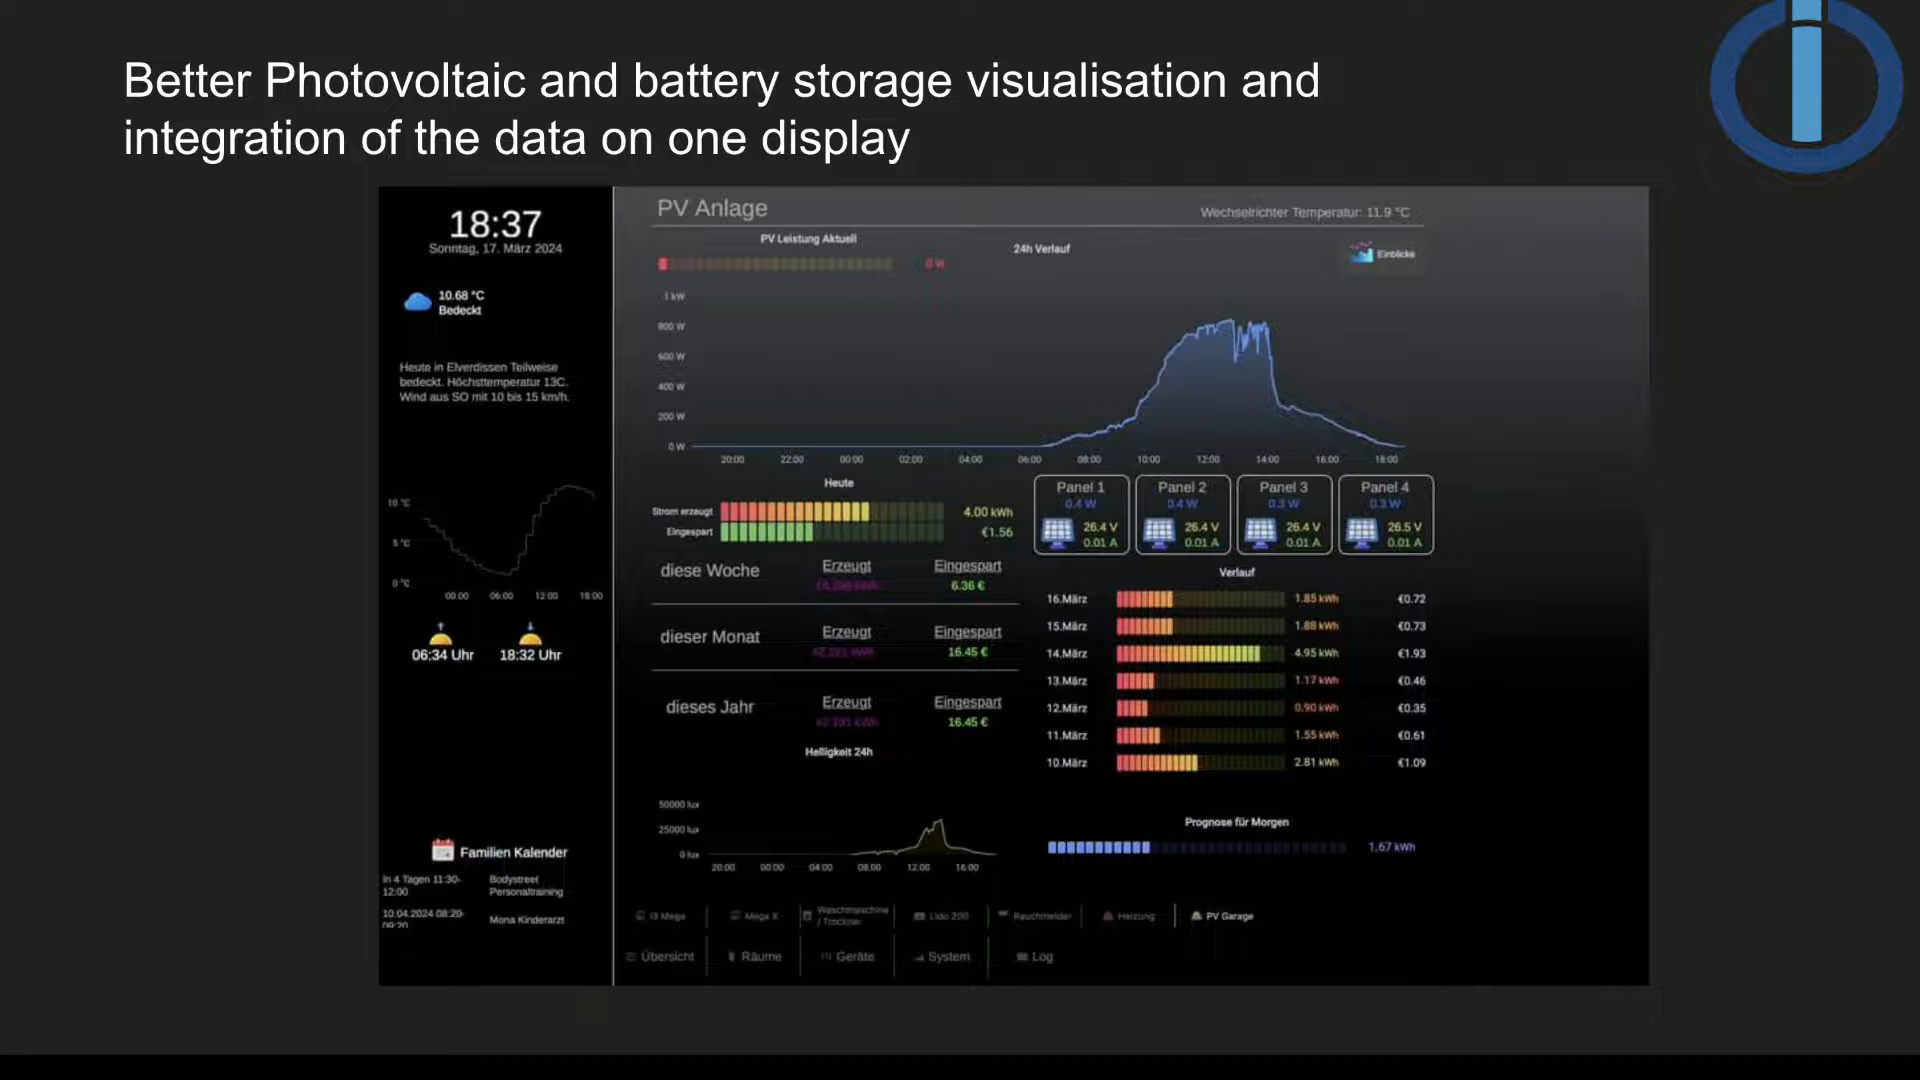 Better Photovoltaic and battery storage visualisation and
integration of the data on one display
18:37
Sonntag, 17. März 2024
10.68 °C
Bedeckt
Heute in Elverdissen Teilweise
bedeckt. Höchsttemperatur 13C.
Wind aus SO mit 10 bis 15 km/h.
10 °C
5 °C
0 °C
00:00 06:00 12:00 18:00
06:34 Uhr 18:32 Uhr
Familien Kalender
In 4 Tagen 11:30-
12:00
Bodystreet
Personaltraining
10.04.2024 08:20-
09:20
Mona Kinderarzt
PV Anlage
Wechselrichter Temperatur: 11.9 °C
PV Leistung Aktuell
0 W
24h Verlauf
Einblicke
1 kW
800 W
600 W
400 W
200 W
0 W
20:00 22:00 00:00 02:00 04:00 06:00 08:00 10:00 12:00 14:00 16:00 18:00
Heute
Strom erzeugt 4.00 kWh
Eingespart €1.56
diese Woche Erzeugt Eingespart
6.36 €
dieser Monat Erzeugt Eingespart
16.45 €
dieses Jahr Erzeugt Eingespart
16.45 €
Helligkeit 24h
50000 lux
25000 lux
0 lux
20:00 00:00 04:00 08:00 12:00 16:00
Panel 1
0.4 W
26.4 V
0.01 A
Panel 2
0.4 W
26.4 V
0.01 A
Panel 3
0.3 W
26.4 V
0.01 A
Panel 4
0.3 W
26.5 V
0.01 A
Verlauf
16.März 1.85 kWh €0.72
15.März 1.88 kWh €0.73
14.März 4.95 kWh €1.93
13.März 1.17 kWh €0.46
12.März 0.90 kWh €0.35
11.März 1.55 kWh €0.61
10.März 2.81 kWh €1.09
Prognose für Morgen
1.67 kWh
i3 Mega
Mega X
Waschmaschine
/ Trockner
Lido 200
Rauchmelder
Heizung
PV Garage
Übersicht
Räume
Geräte
System
Log